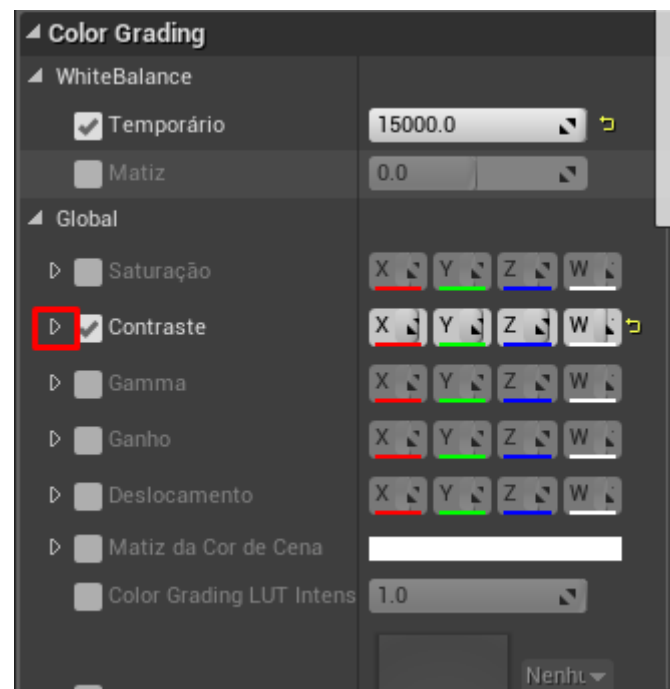 Color Grading
WhiteBalance
Temporário 15000.0
Matiz 0.0
Global
Saturação X Y Z W
Contraste X Y Z W
Gamma X Y Z W
Ganho X Y Z W
Deslocamento X Y Z W
Matiz da Cor de Cena
Color Grading LUT Intens 1.0
Nenhu